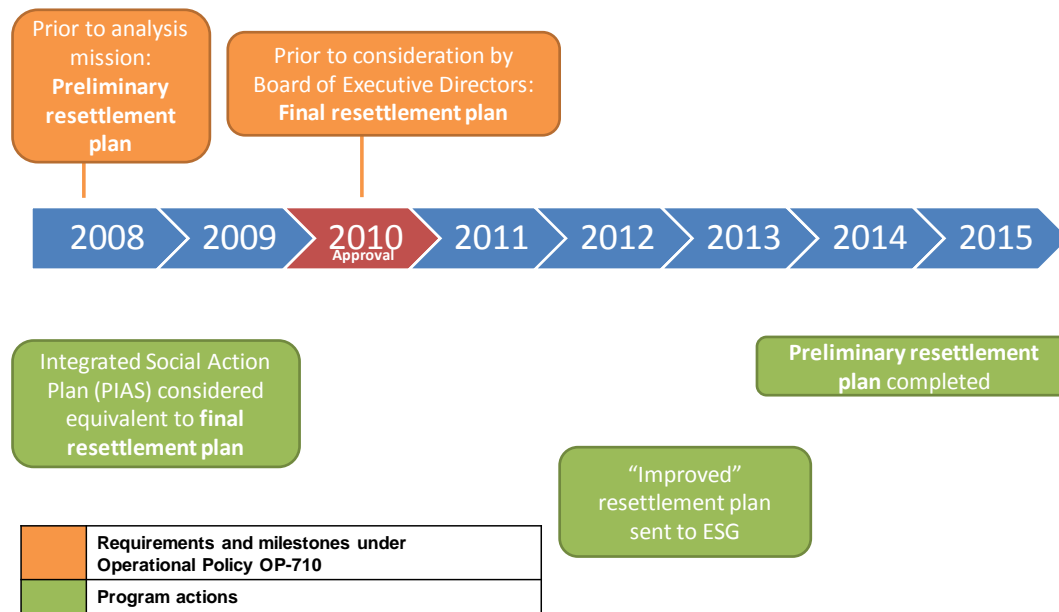 Prior to analysis
mission:
Preliminary
resettlement
plan
Prior to consideration by
Board of Executive Directors:
Final resettlement plan
2008
2009
2010
Approval
2011
2012
2013
2014
2015
Integrated Social Action
Plan (PIAS) considered
equivalent to final
resettlement plan
Preliminary resettlement
plan completed
“Improved”
resettlement plan
sent to ESG
Requirements and milestones under
Operational Policy OP-710
Program actions